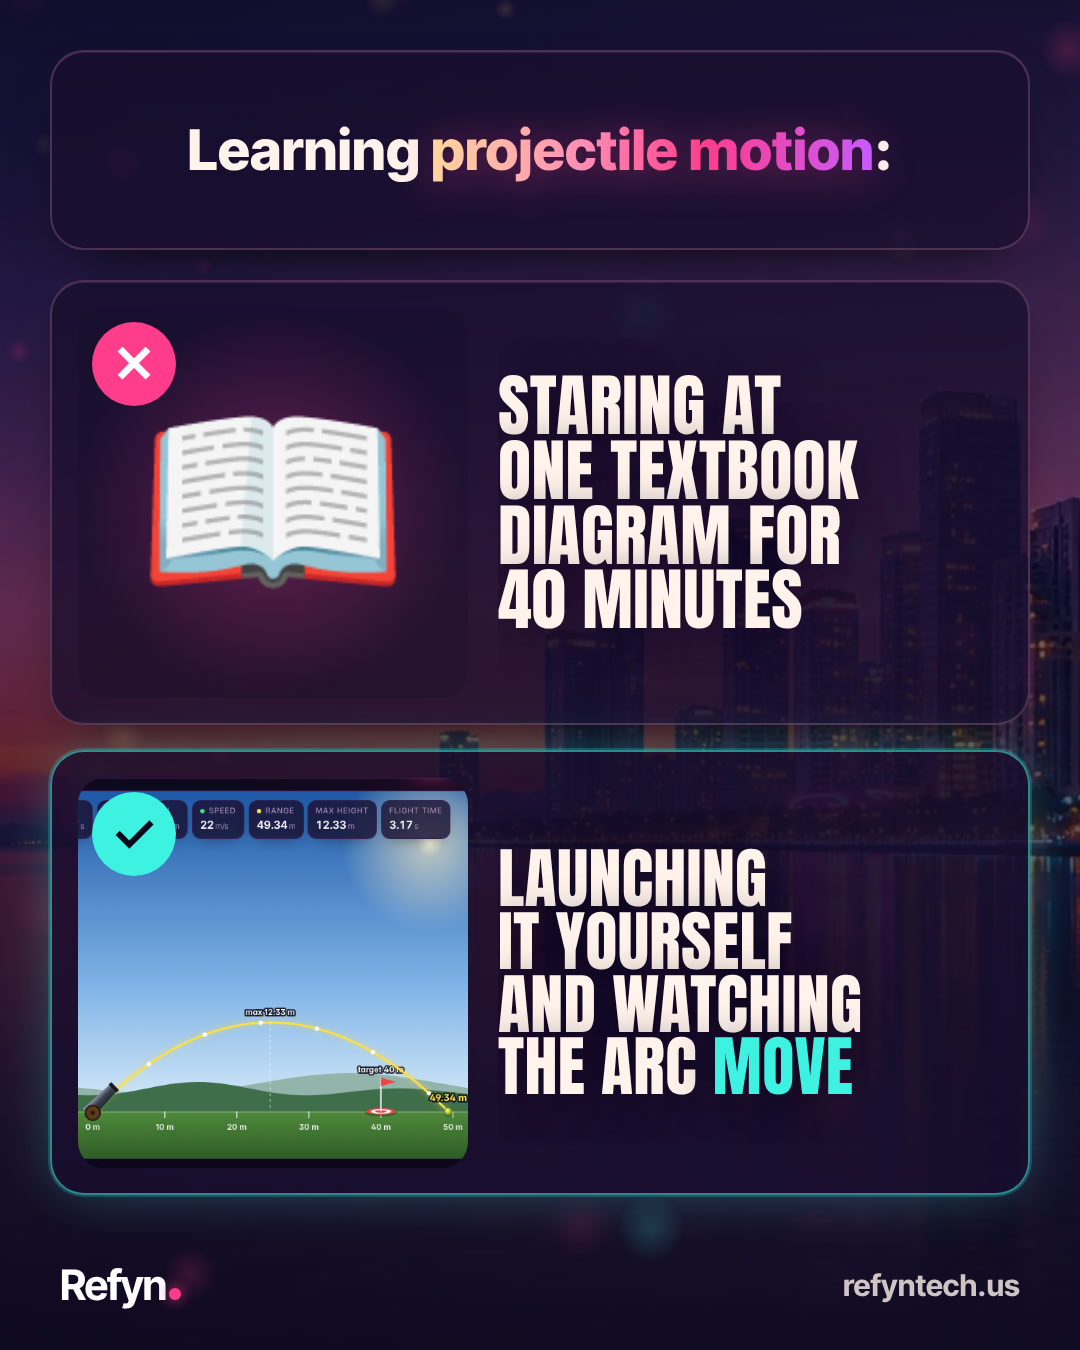 Learning projectile motion:
STARING AT
ONE TEXTBOOK
DIAGRAM FOR
40 MINUTES
SPEED
22 m/s
RANGE
49.34 m
MAX HEIGHT
12.33 m
FLIGHT TIME
3.17 s
max 12.33 m
target 40 m
49.34 m
0 m
10 m
20 m
30 m
40 m
50 m
LAUNCHING
IT YOURSELF
AND WATCHING
THE ARC MOVE
Refyn.
refyntech.us